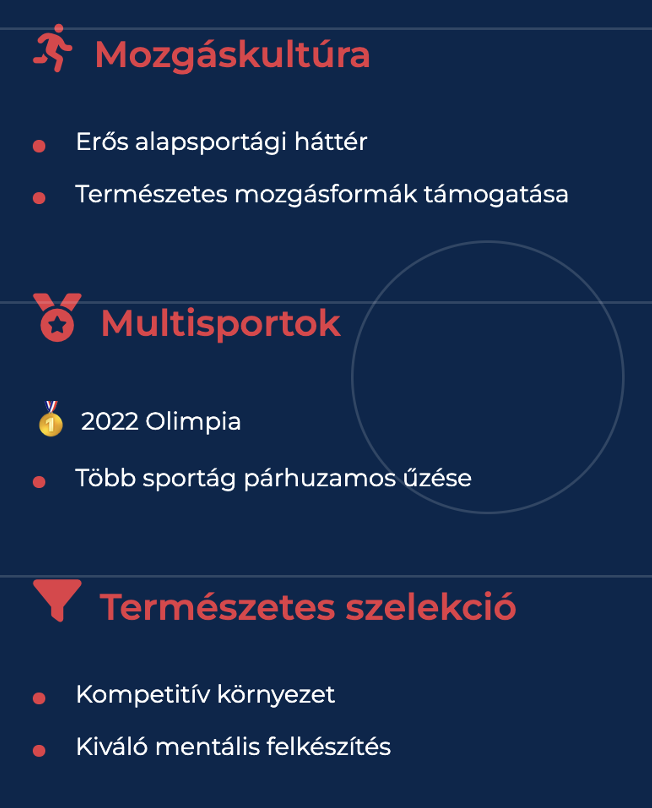 Mozgáskultúra
Erős alapsportági háttér
Természetes mozgásformák támogatása
Multisportok
1 2022 Olimpia
Több sportág párhuzamos űzése
Természetes szelekció
Kompetitív környezet
Kiváló mentális felkészítés